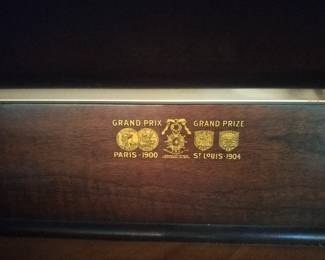 GRAND PRIX GRAND PRIZE
PARIS-1900 ST LOUIS-1904